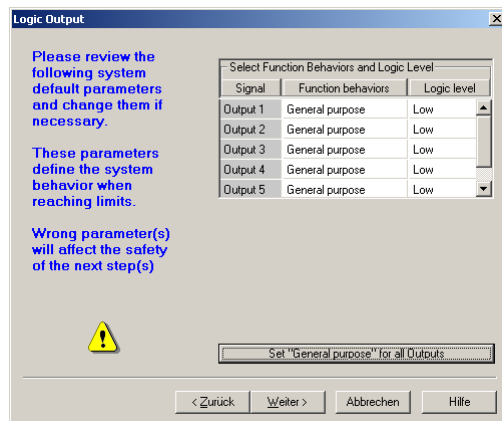 Logic Output
Please review the
following system
default parameters
and change them if
necessary.
These parameters
define the system
behavior when
reaching limits.
Wrong parameter(s)
will affect the safety
of the next step(s)
Select Function Behaviors and Logic Level
Signal Function behaviors Logic level
Output 1 General purpose Low
Output 2 General purpose Low
Output 3 General purpose Low
Output 4 General purpose Low
Output 5 General purpose Low
Set "General purpose" for all Outputs
< Zurück Weiter > Abbrechen Hilfe